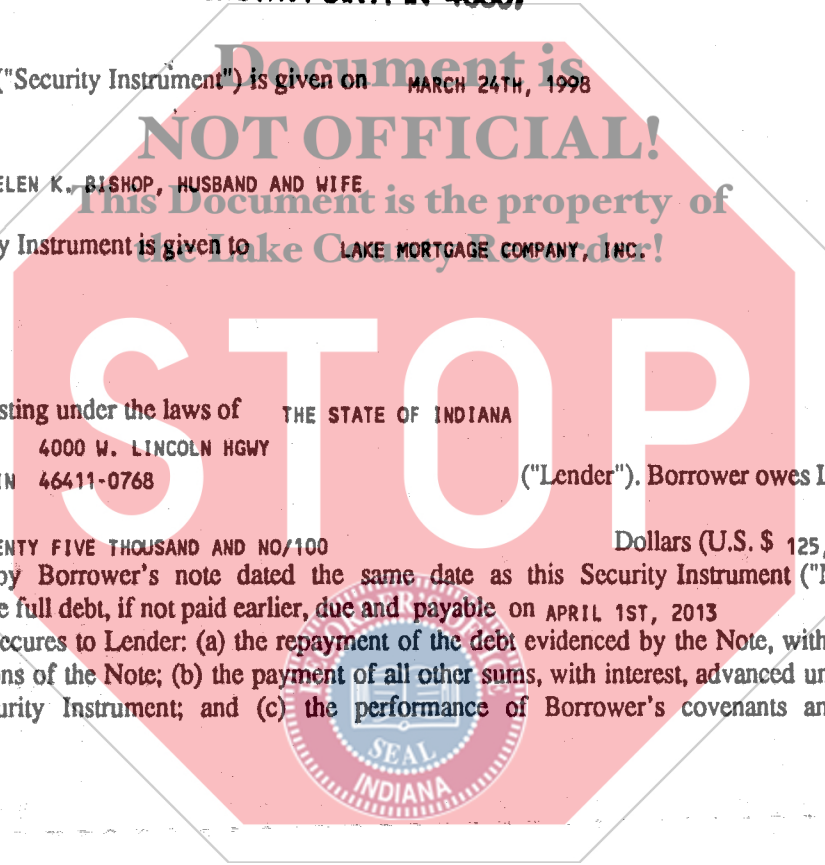 ("Security Instrument") is given on MARCH 24TH, 1998
Document is
NOT OFFICIAL!
ELEN K. BISHOP, HUSBAND AND WIFE
This Document is the property of
y Instrument is given to LAKE MORTGAGE COMPANY, INC.
the Lake County Recorder!
STOP
sting under the laws of THE STATE OF INDIANA
4000 W. LINCOLN HGWY
IN 46411-0768 ("Lender"). Borrower owes L
ENTY FIVE THOUSAND AND NO/100 Dollars (U.S. $ 125,
by Borrower's note dated the same date as this Security Instrument ("N
e full debt, if not paid earlier, due and payable on APRIL 1ST, 2013
ecures to Lender: (a) the repayment of the debt evidenced by the Note, with
ns of the Note; (b) the payment of all other sums, with interest, advanced un
urity Instrument; and (c) the performance of Borrower's covenants an
SEAL
INDIANA